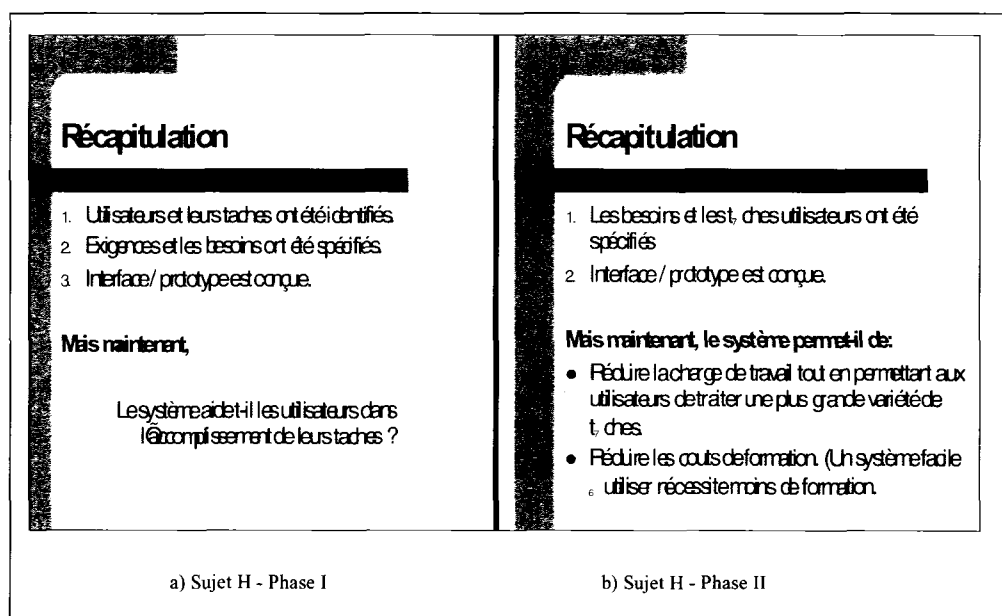 Récapitulation
1. Utilisateurs et leurs taches ont été identifiés.
2. Exigences et les besoins ont été spécifiés.
3. Interface / prototype est conçue.
Mais maintenant,
Le système aidet-il les utilisateurs dans
l'accomplissement de leurs taches ?
Récapitulation
1. Les besoins et les t, ches utilisateurs ont été
spécifiés
2. Interface / prototype est conçue.
Mais maintenant, le système permet-il de:
• Réduire la charge de travail tout en permettant aux
utilisateurs de traiter une plus grande variété de
t, ches.
• Réduire les couts de formation. (Un système facile
6 utiliser nécessite moins de formation.
a) Sujet H - Phase I
b) Sujet H - Phase II